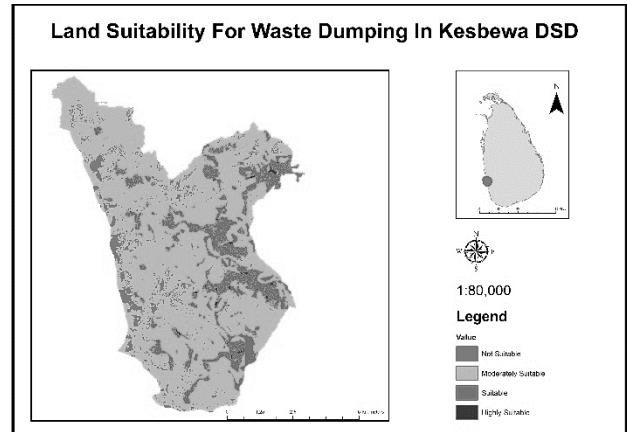 Land Suitability For Waste Dumping In Kesbewa DSD
N
N
W
E
S
1:80,000
Legend
Value
Not Suitable
Moderately Suitable
Suitable
Highly Suitable